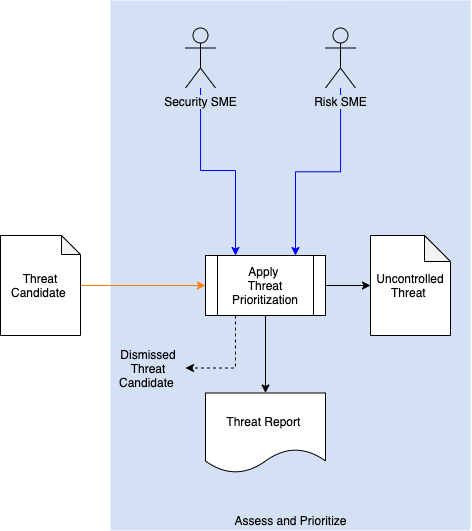 Security SME
Risk SME
Threat
Candidate
Apply
Threat
Prioritization
Uncontrolled
Threat
Dismissed
Threat
Candidate
Threat Report
Assess and Prioritize